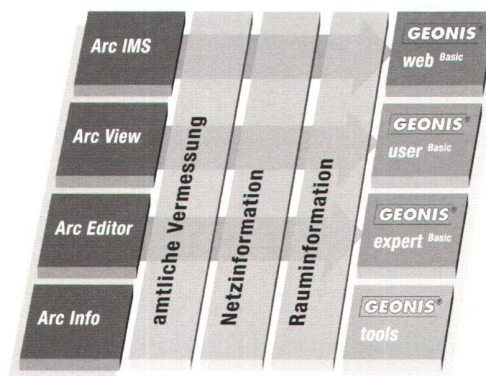 Arc IMS
Arc View
Arc Editor
Arc Info
amtliche Vermessung
Netzinformation
Rauminformation
GEONIS®
web Basic
GEONIS®
user Basic
GEONIS®
expert Basic
GEONIS®
tools